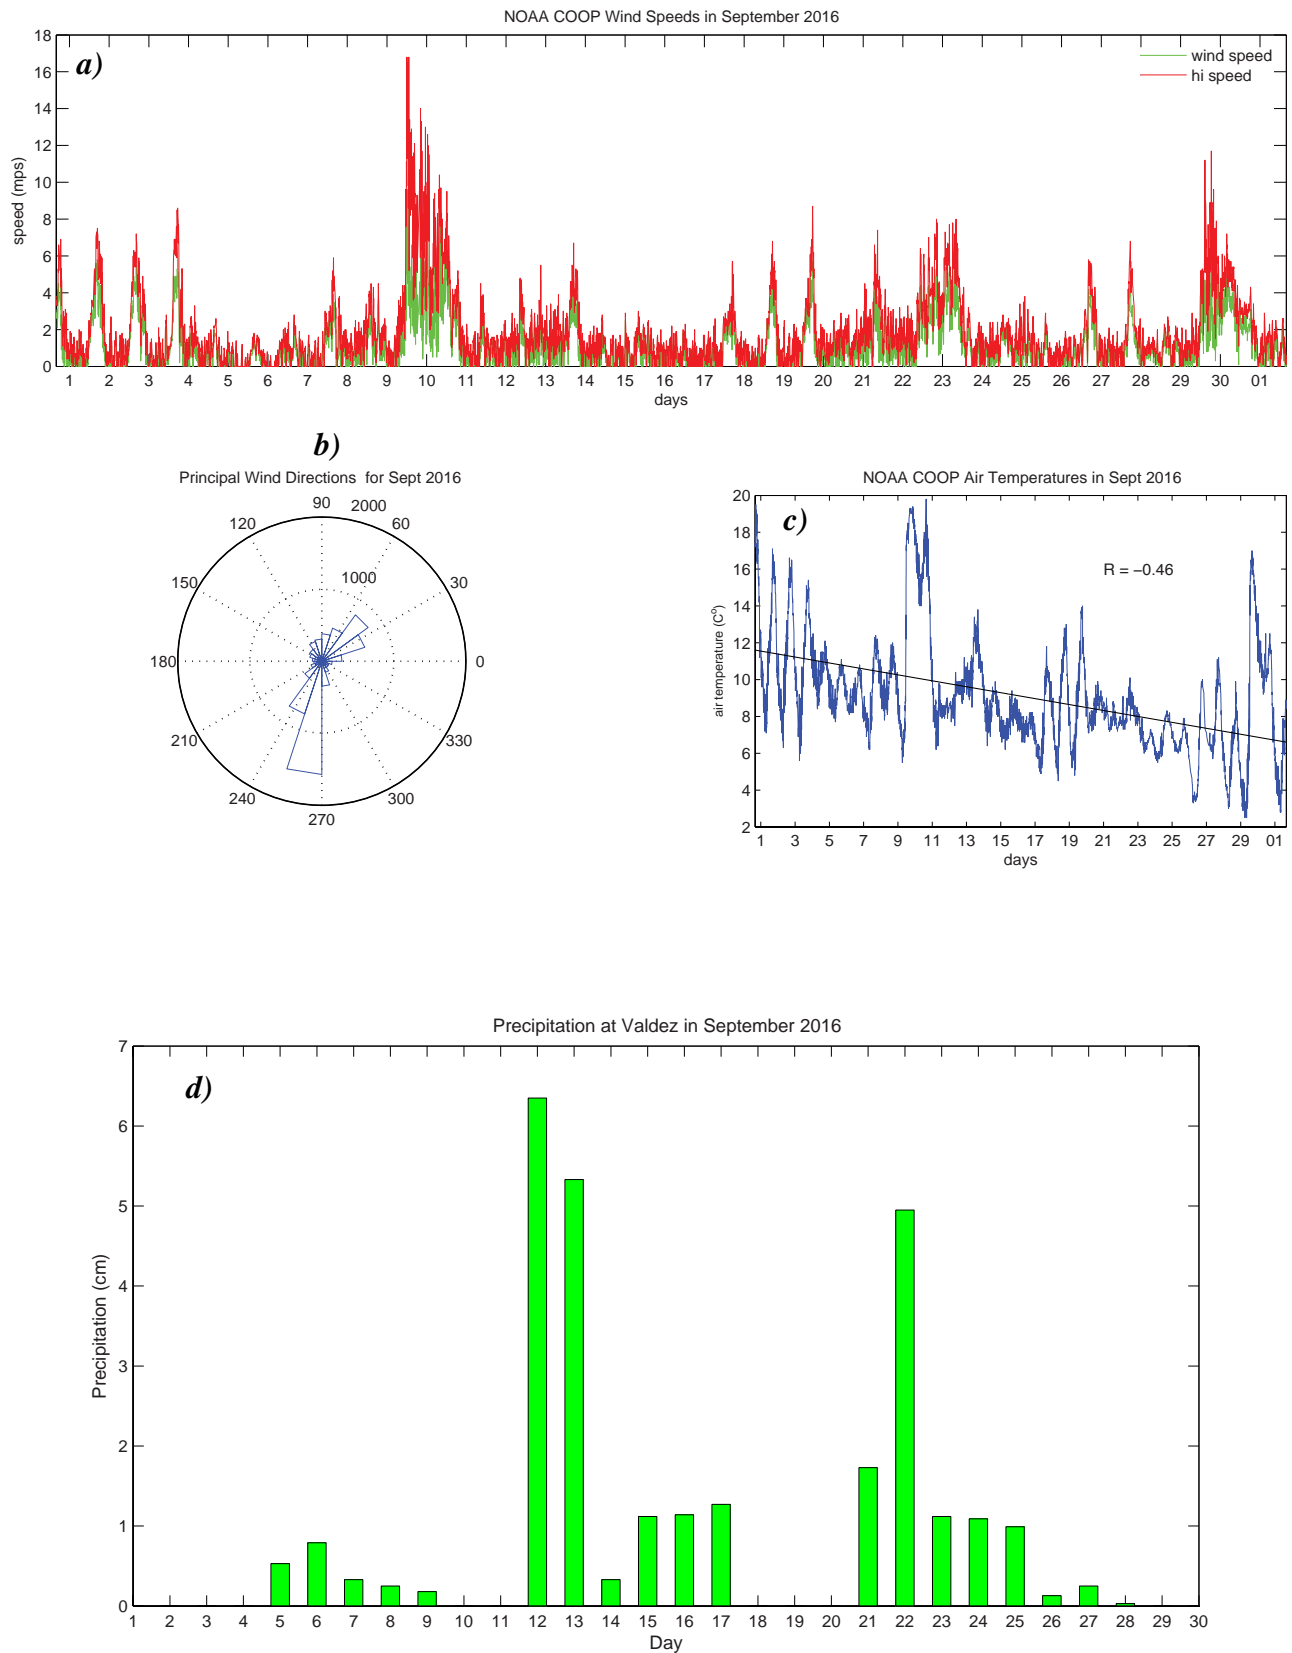 NOAA COOP Wind Speeds in September 2016
18
16
14
12
10
8
6
4
2
0
speed (mps)
a)
wind speed
hi speed
1 2 3 4 5 6 7 8 9 10 11 12 13 14 15 16 17 18 19 20 21 22 23 24 25 26 27 28 29 30 01
days
b)
Principal Wind Directions for Sept 2016
90 2000
120 60
1000
150 30
180 0
210 330
240 300
270
NOAA COOP Air Temperatures in Sept 2016
20
18
16
14
12
10
8
6
4
2
air temperature (C°)
c)
R = −0.46
1 3 5 7 9 11 13 15 17 19 21 23 25 27 29 01
days
Precipitation at Valdez in September 2016
7
6
5
4
3
2
1
0
Precipitation (cm)
d)
1 2 3 4 5 6 7 8 9 10 11 12 13 14 15 16 17 18 19 20 21 22 23 24 25 26 27 28 29 30
Day